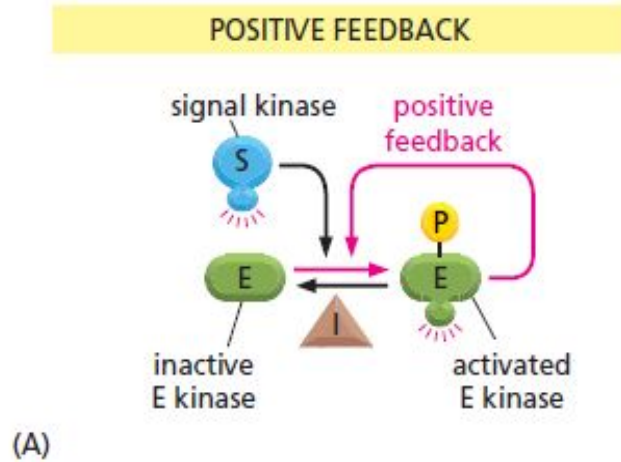 POSITIVE FEEDBACK
signal kinase
positive
feedback
S
P
E
E
I
inactive
E kinase
activated
E kinase
(A)